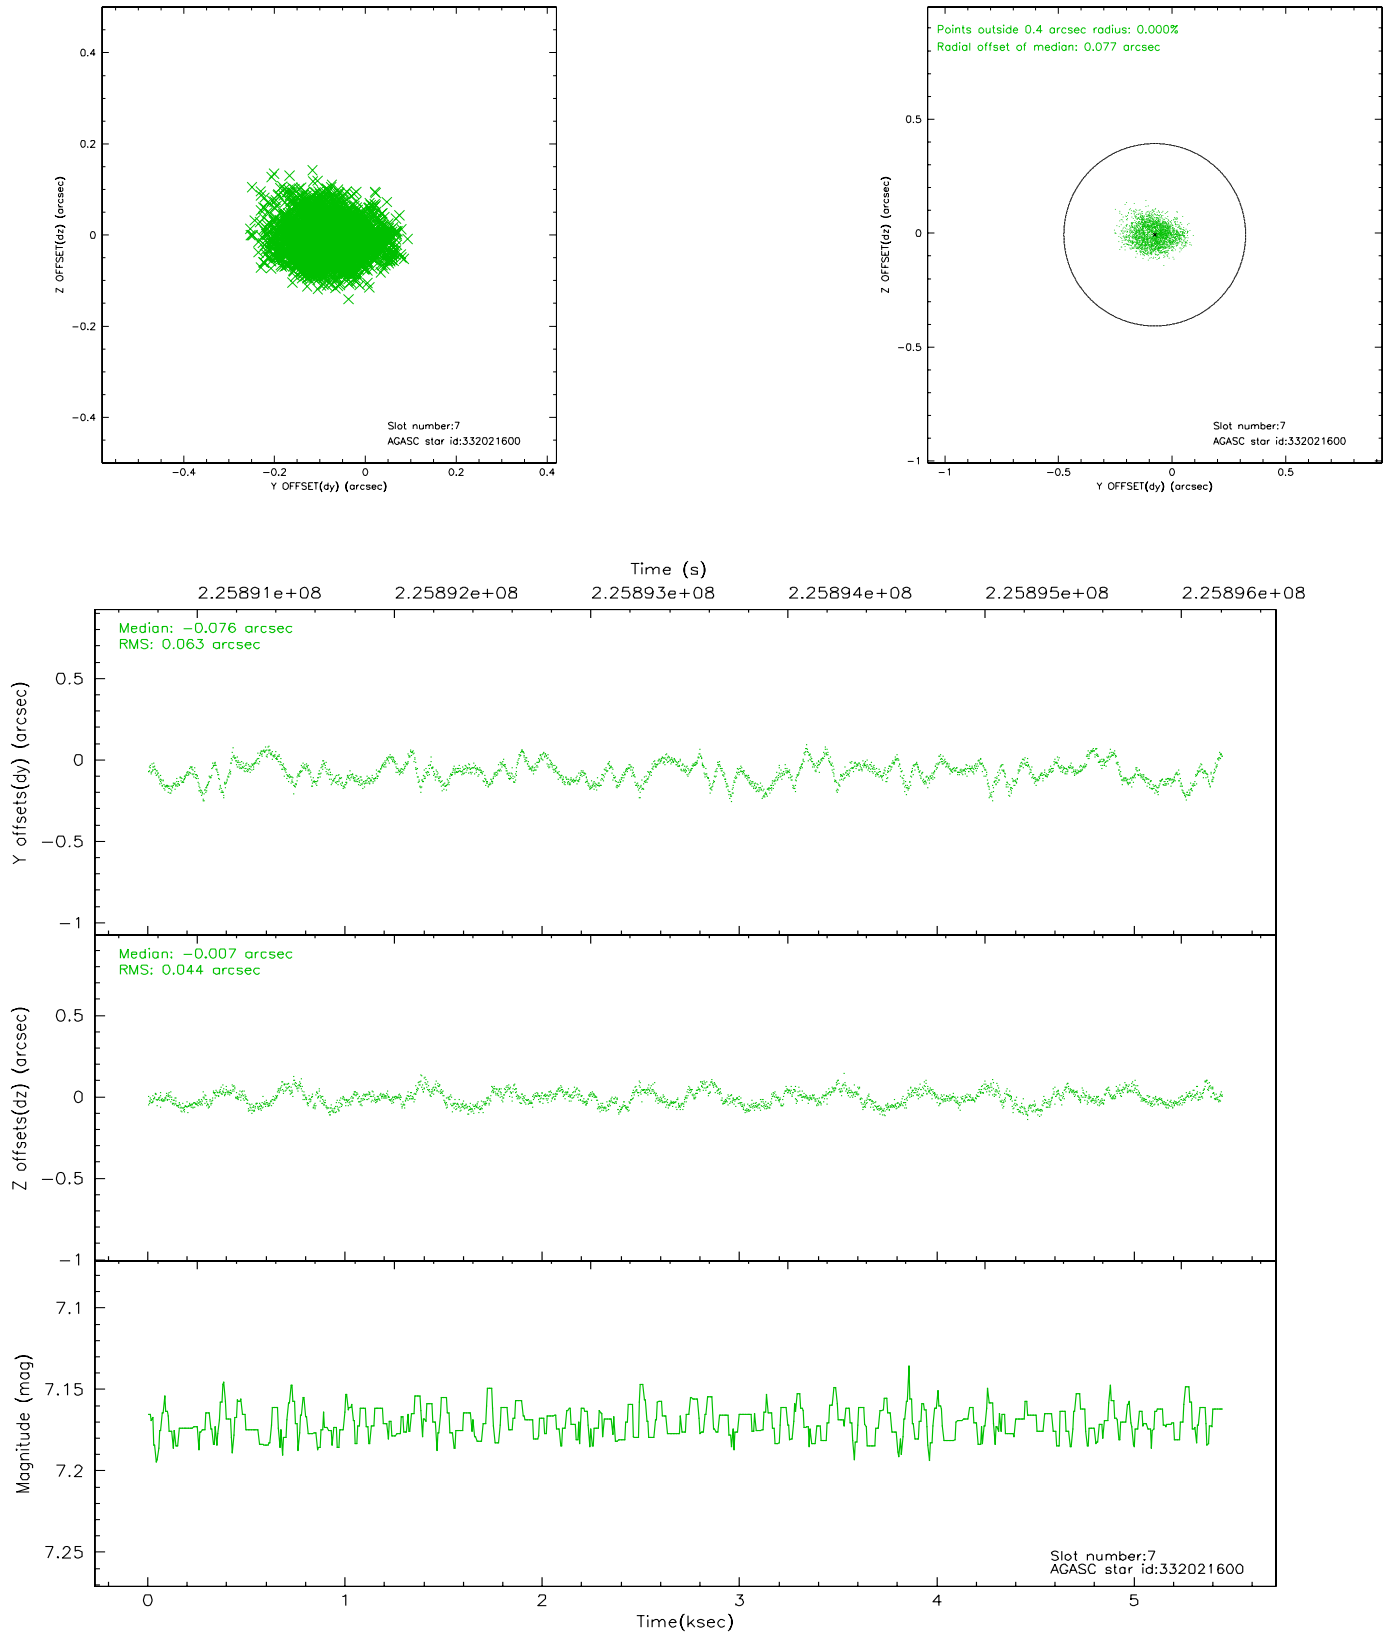 0.4
0.2
0
−0.2
−0.4
Z OFFSET(dz) (arcsec)
Slot number:7
AGASC star id:332021600
−0.4 −0.2 0 0.2 0.4
Y OFFSET(dy) (arcsec)
Points outside 0.4 arcsec radius: 0.000%
Radial offset of median: 0.077 arcsec
0.5
0
−0.5
−1
Z OFFSET(dz) (arcsec)
Slot number:7
AGASC star id:332021600
−1 −0.5 0 0.5
Y OFFSET(dy) (arcsec)
Time (s)
2.25891e+08 2.25892e+08 2.25893e+08 2.25894e+08 2.25895e+08 2.25896e+08
Median: −0.076 arcsec
RMS: 0.063 arcsec
0.5
0
−0.5
−1
Y offsets(dy) (arcsec)
Median: −0.007 arcsec
RMS: 0.044 arcsec
0.5
0
−0.5
−1
Z offsets(dz) (arcsec)
7.1
7.15
7.2
7.25
Magnitude (mag)
Slot number:7
AGASC star id:332021600
0 1 2 3 4 5
Time(ksec)